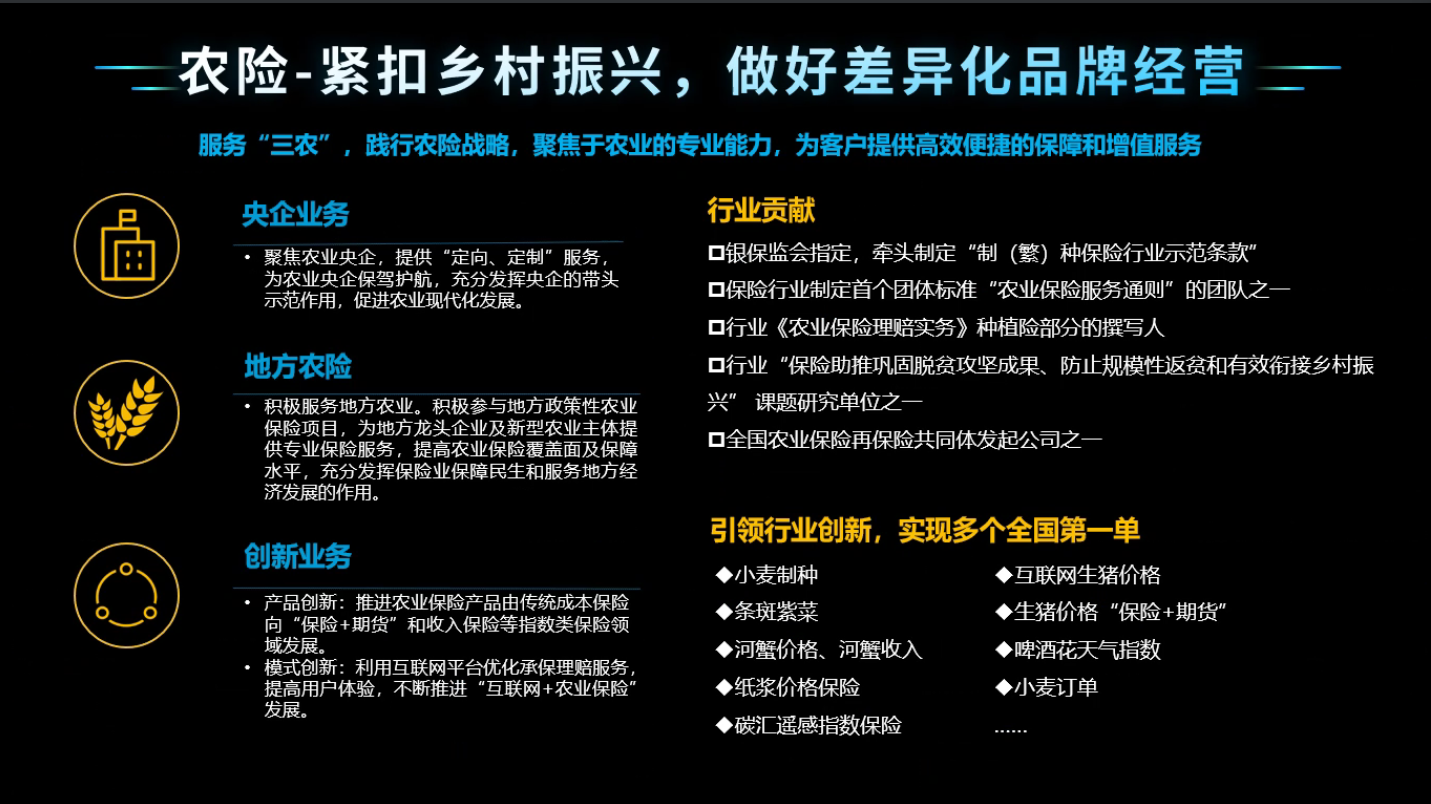 农险-紧扣乡村振兴，做好差异化品牌经营
服务“三农”，践行农险战略，聚焦于农业的专业能力，为客户提供高效便捷的保障和增值服务
央企业务
• 聚焦农业央企，提供“定向、定制”服务，
为农业央企保驾护航，充分发挥央企的带头
示范作用，促进农业现代化发展。
地方农险
• 积极服务地方农业。积极参与地方政策性农业
保险项目，为地方龙头企业及新型农业主体提
供专业保险服务，提高农业保险覆盖面及保障
水平，充分发挥保险业保障民生和服务地方经
济发展的作用。
创新业务
• 产品创新：推进农业保险产品由传统成本保险
向“保险+期货”和收入保险等指数类保险领
域发展。
• 模式创新：利用互联网平台优化承保理赔服务，
提高用户体验，不断推进“互联网+农业保险”
发展。
行业贡献
◻银保监会指定，牵头制定“制（繁）种保险行业示范条款”
◻保险行业制定首个团体标准“农业保险服务通则”的团队之一
◻行业《农业保险理赔实务》种植险部分的撰写人
◻行业“保险助推巩固脱贫攻坚成果、防止规模性返贫和有效衔接乡村振
兴” 课题研究单位之一
◻全国农业保险再保险共同体发起公司之一
引领行业创新，实现多个全国第一单
◆小麦制种
◆条斑紫菜
◆河蟹价格、河蟹收入
◆纸浆价格保险
◆碳汇遥感指数保险
◆互联网生猪价格
◆生猪价格“保险+期货”
◆啤酒花天气指数
◆小麦订单
……